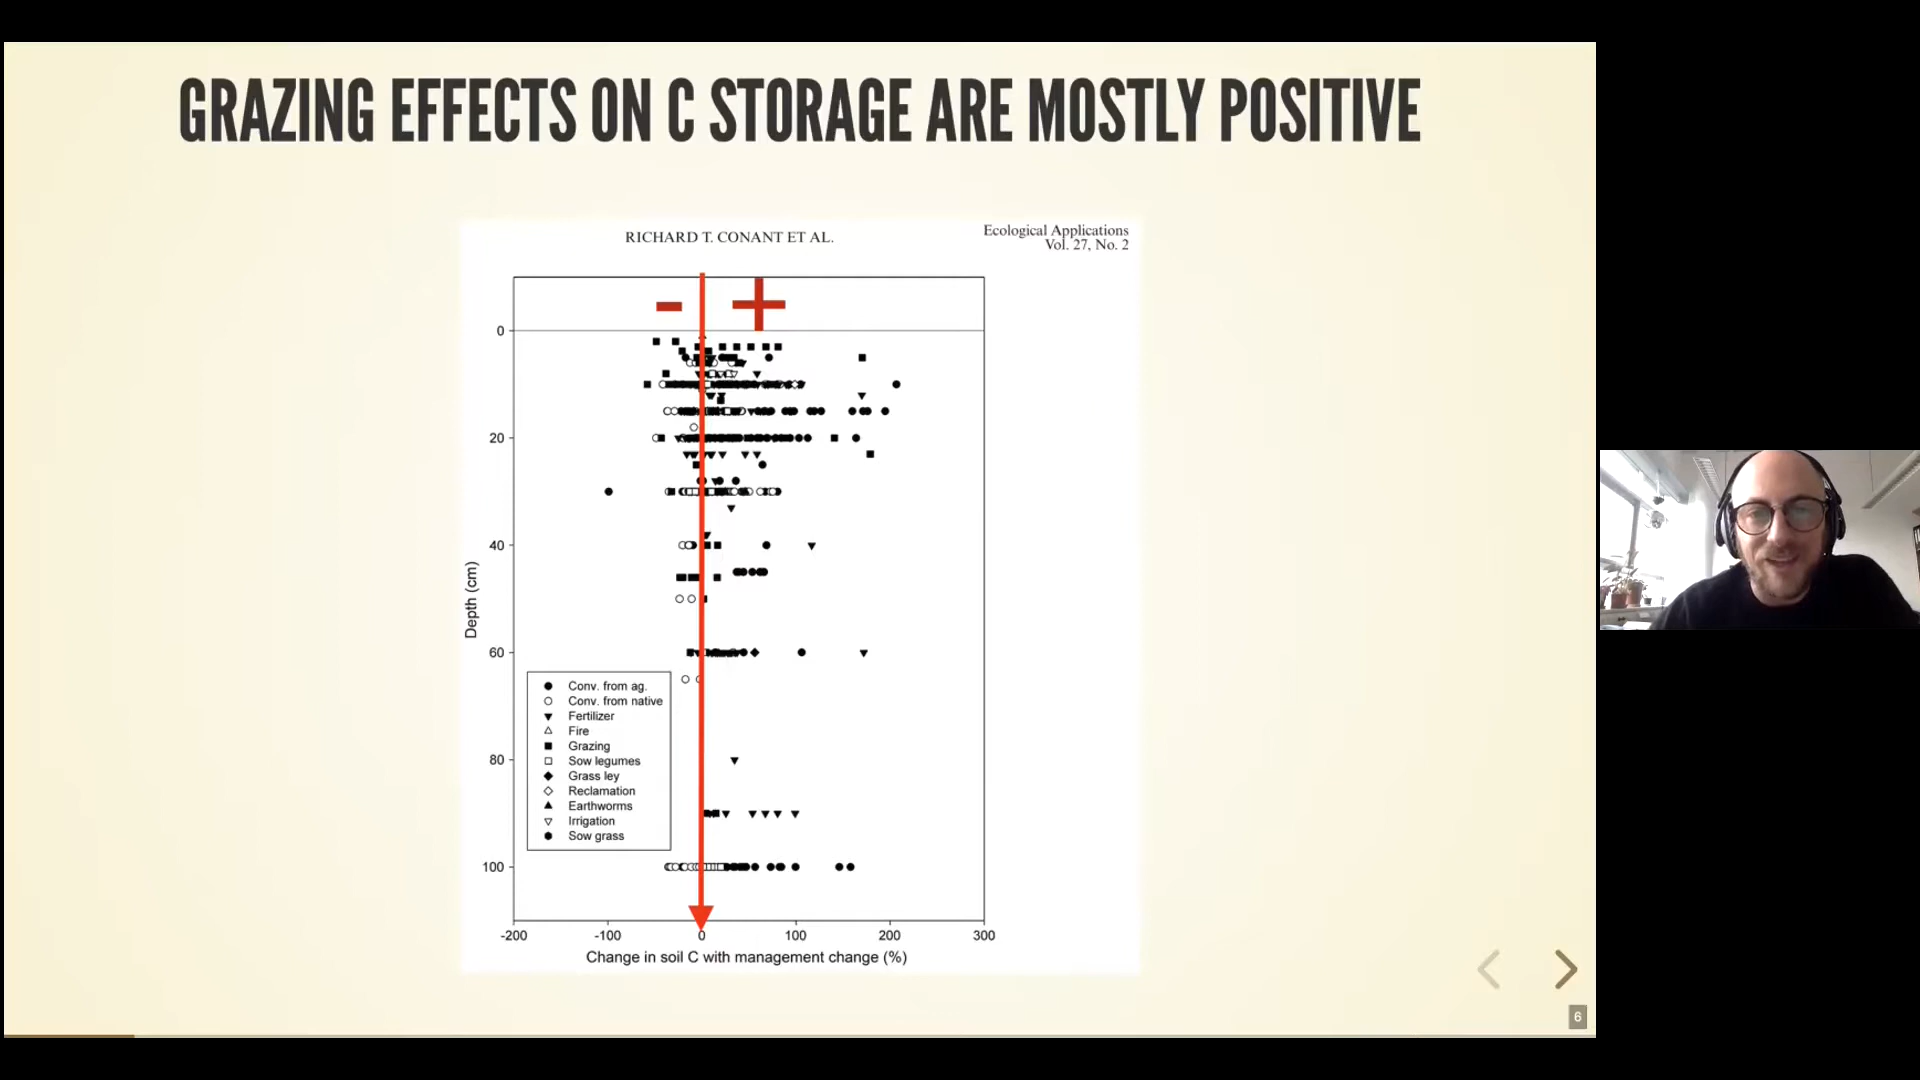 GRAZING EFFECTS ON C STORAGE ARE MOSTLY POSITIVE
RICHARD T. CONANT ET AL.
Ecological Applications
Vol. 27, No. 2
- +
0
20
40
60
80
100
Depth (cm)
Conv. from ag.
Conv. from native
Fertilizer
Fire
Grazing
Sow legumes
Grass ley
Reclamation
Earthworms
Irrigation
Sow grass
-200 -100 0 100 200 300
Change in soil C with management change (%)
6